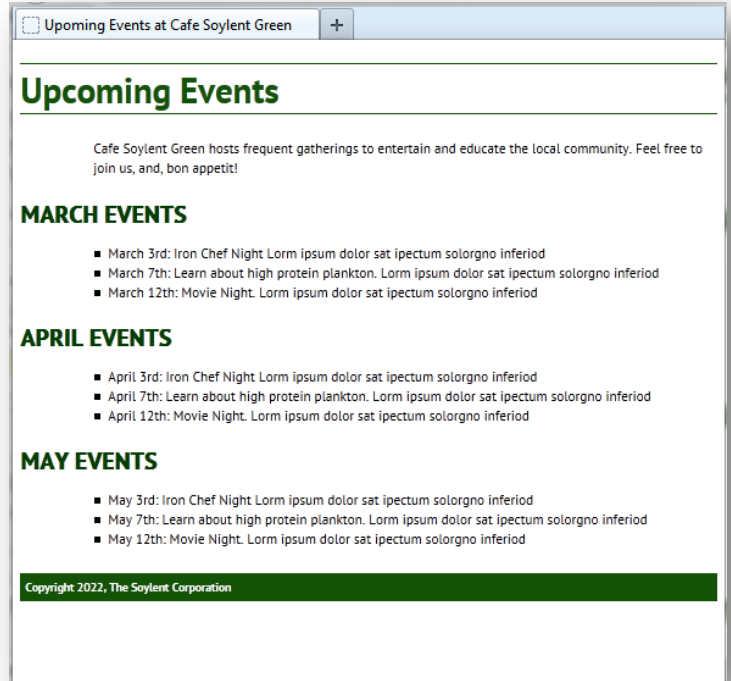 Upoming Events at Cafe Soylent Green
Upcoming Events
Cafe Soylent Green hosts frequent gatherings to entertain and educate the local community. Feel free to
join us, and, bon appetit!
MARCH EVENTS
March 3rd: Iron Chef Night Lorm ipsum dolor sat ipectum solorgno inferiod
March 7th: Learn about high protein plankton. Lorm ipsum dolor sat ipectum solorgno inferiod
March 12th: Movie Night. Lorm ipsum dolor sat ipectum solorgno inferiod
APRIL EVENTS
April 3rd: Iron Chef Night Lorm ipsum dolor sat ipectum solorgno inferiod
April 7th: Learn about high protein plankton. Lorm ipsum dolor sat ipectum solorgno inferiod
April 12th: Movie Night. Lorm ipsum dolor sat ipectum solorgno inferiod
MAY EVENTS
May 3rd: Iron Chef Night Lorm ipsum dolor sat ipectum solorgno inferiod
May 7th: Learn about high protein plankton. Lorm ipsum dolor sat ipectum solorgno inferiod
May 12th: Movie Night. Lorm ipsum dolor sat ipectum solorgno inferiod
Copyright 2022, The Soylent Corporation